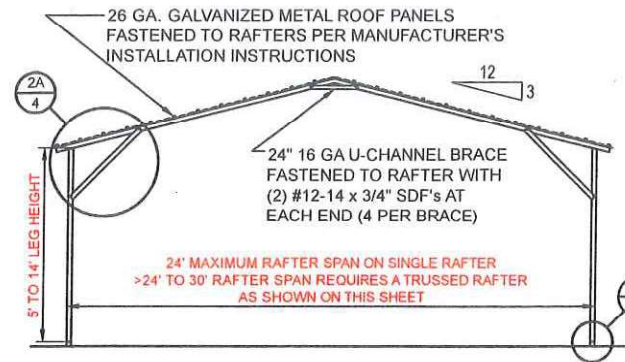 26 GA. GALVANIZED METAL ROOF PANELS
FASTENED TO RAFTERS PER MANUFACTURER'S
INSTALLATION INSTRUCTIONS
2A
4
12
3
24" 16 GA U-CHANNEL BRACE
FASTENED TO RAFTER WITH
(2) #12-14 x 3/4" SDF's AT
EACH END (4 PER BRACE)
5' TO 14' LEG HEIGHT
24' MAXIMUM RAFTER SPAN ON SINGLE RAFTER
>24' TO 30' RAFTER SPAN REQUIRES A TRUSSED RAFTER
AS SHOWN ON THIS SHEET